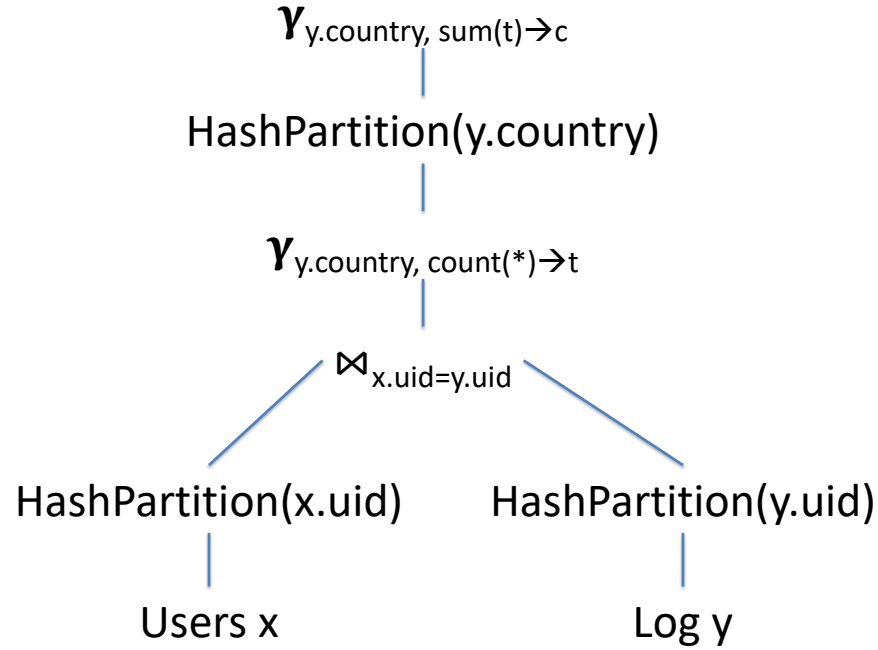 γy.country, sum(t)→c
HashPartition(y.country)
γy.country, count(*)→t
⋈x.uid=y.uid
HashPartition(x.uid) HashPartition(y.uid)
Users x Log y